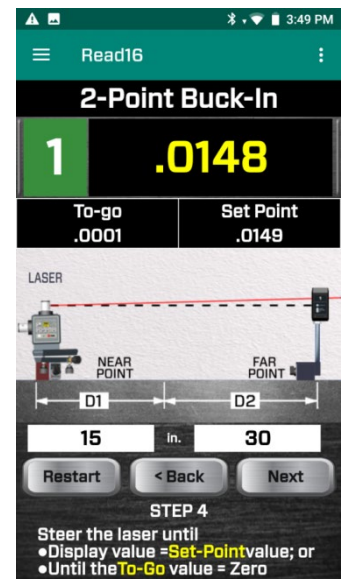 3:49 PM
Read16
2-Point Buck-In
1 .0148
To-go Set Point
.0001 .0149
LASER
NEAR POINT
FAR POINT
D1 D2
15 in. 30
Restart < Back Next
STEP 4
Steer the laser until
•Display value =Set-Pointvalue; or
•Until theTo-Go value = Zero